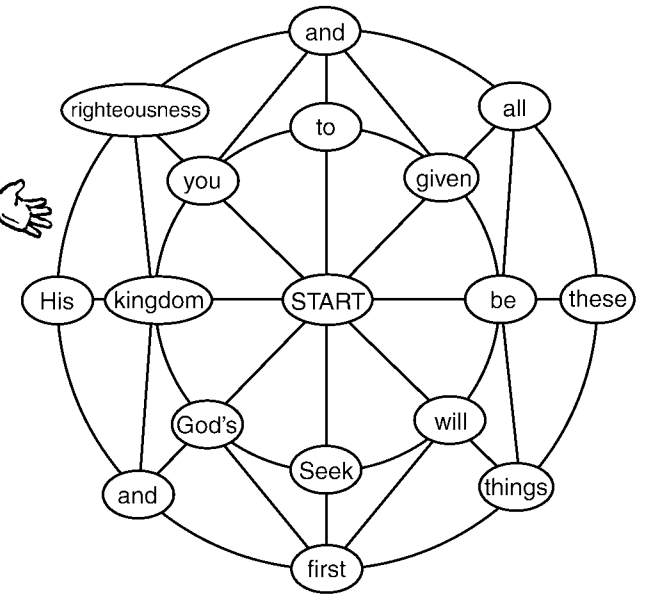 and
righteousness
all
to
you
given
His
kingdom
START
be
these
God's
will
Seek
and
things
first